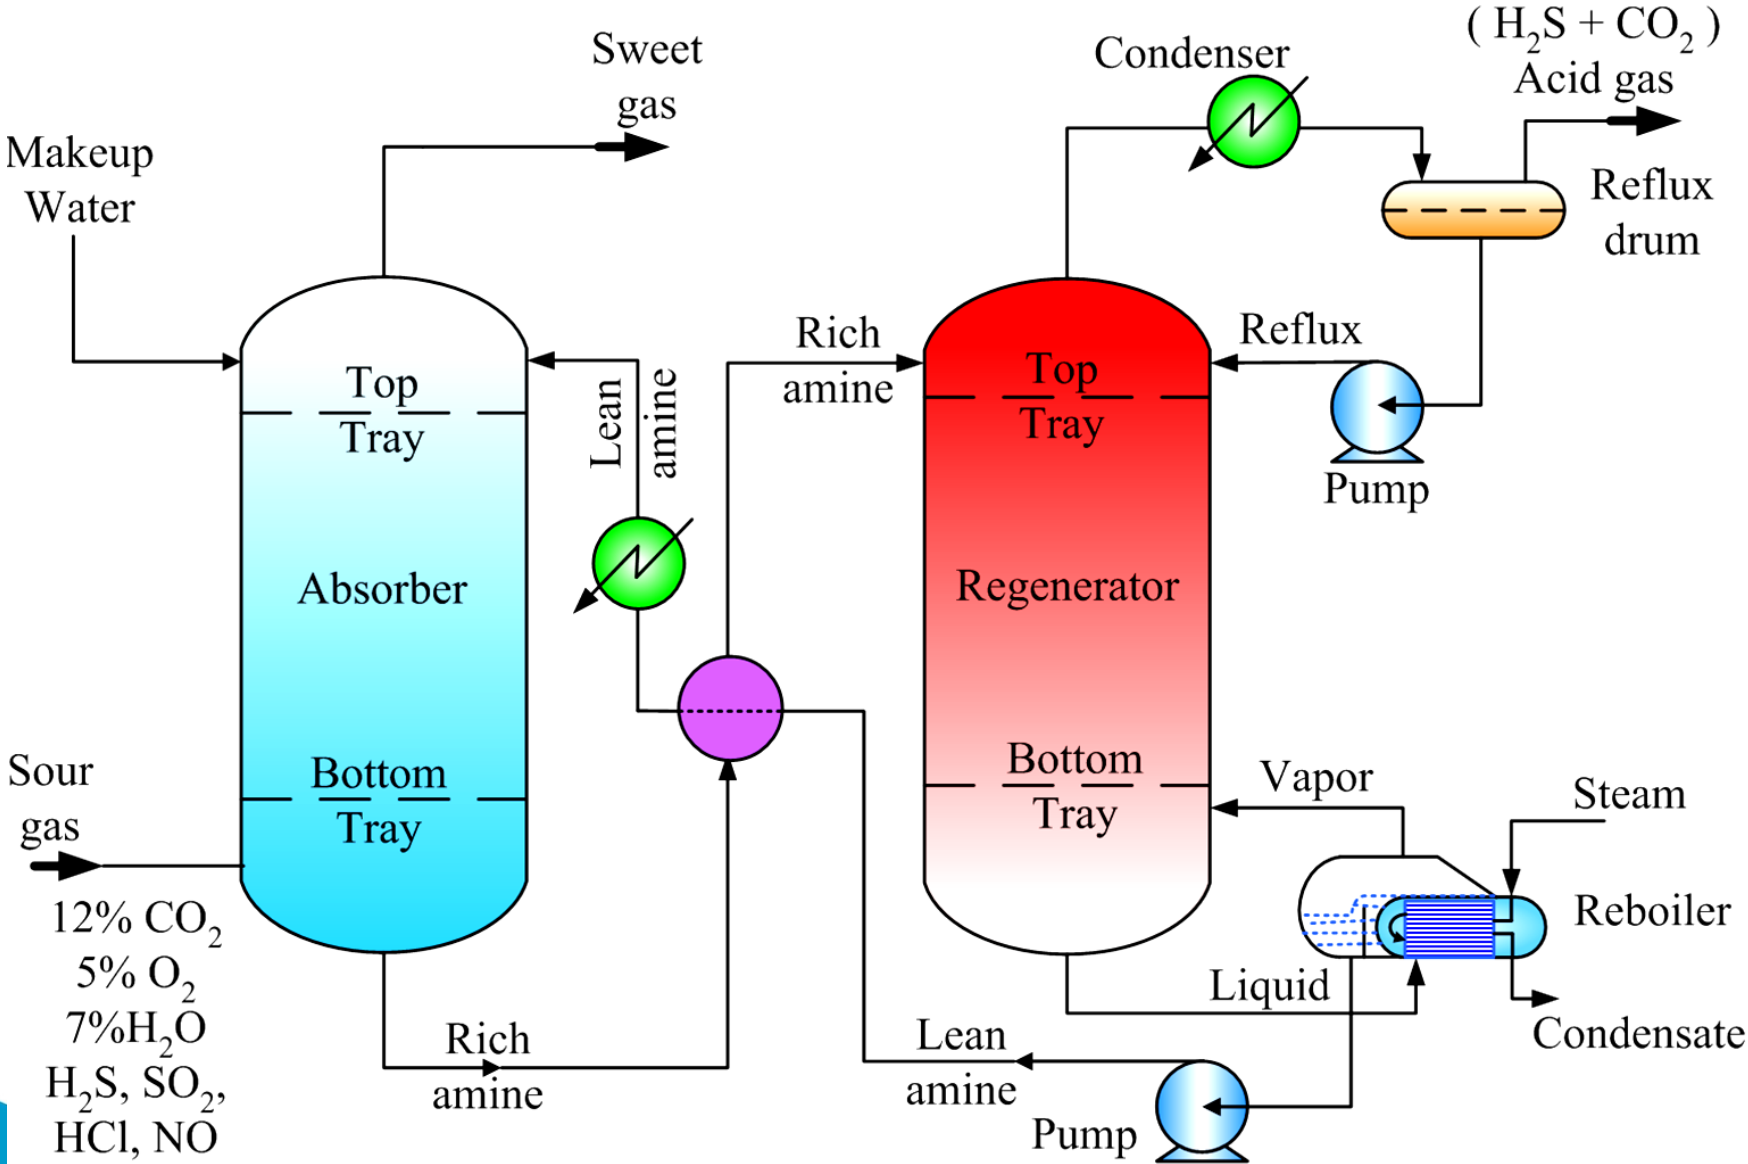 Sweet
gas
Makeup
Water
Condenser
( H₂S + CO₂ )
Acid gas
Reflux
drum
Top
Tray
Lean
amine
Rich
amine
Top
Tray
Reflux
Pump
Absorber
Regenerator
Sour
gas
Bottom
Tray
Bottom
Tray
Vapor
Steam
Reboiler
12% CO₂
5% O₂
7%H₂O
H₂S, SO₂,
HCl, NO
Rich
amine
Lean
amine
Liquid
Condensate
Pump